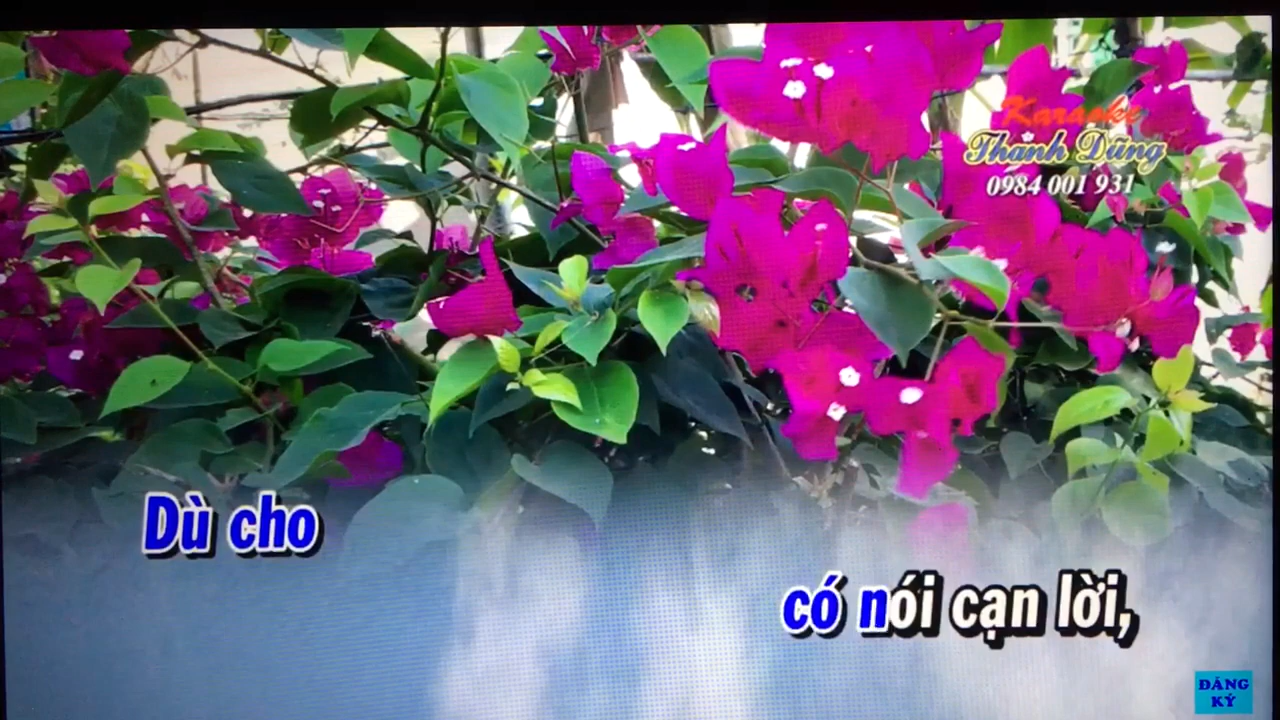 Karaoke
Thanh Dũng
0984 001 931
Dù cho
có nói cạn lời,
ĐĂNG
KÝ